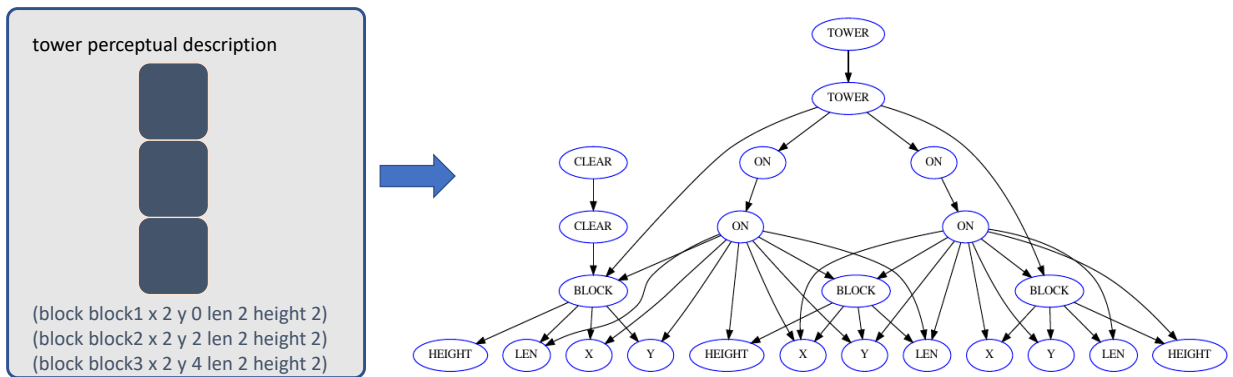 tower perceptual description
(block block1 x 2 y 0 len 2 height 2)
(block block2 x 2 y 2 len 2 height 2)
(block block3 x 2 y 4 len 2 height 2)
TOWER
TOWER
CLEAR ON ON
CLEAR ON ON
BLOCK BLOCK BLOCK
HEIGHT LEN X Y HEIGHT X Y LEN X Y LEN HEIGHT